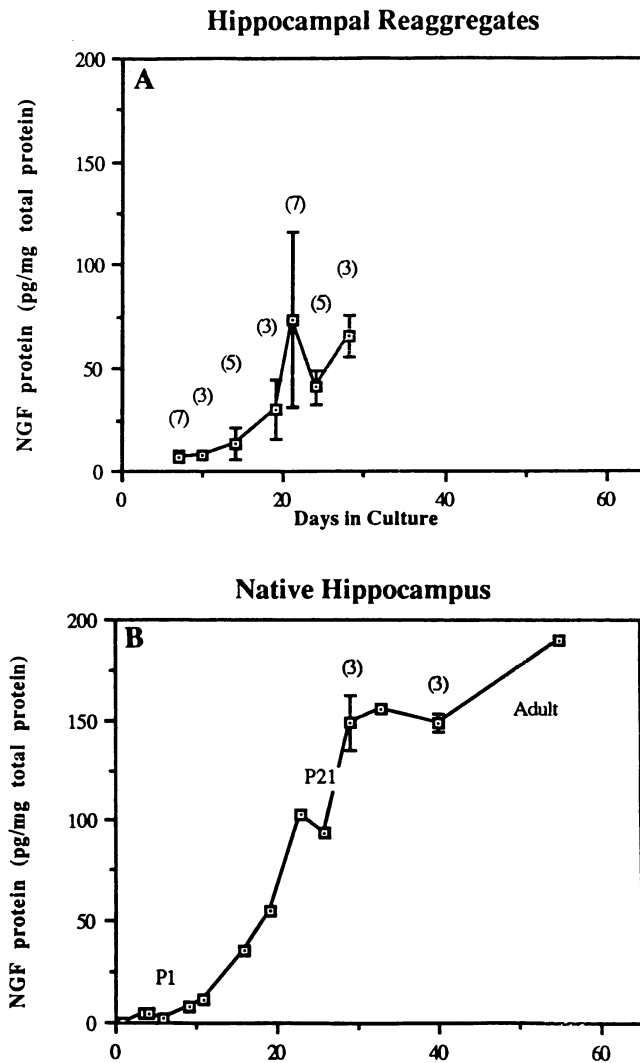 Hippocampal Reaggregates
A
200
150
100
50
0
NGF protein (pg/mg total protein)
(7)
(3)
(5)
(3)
(7)
(5)
(3)
0 20 40 60
Days in Culture
Native Hippocampus
B
200
150
100
50
0
NGF protein (pg/mg total protein)
(3)
(3)
Adult
P21
P1
0 20 40 60